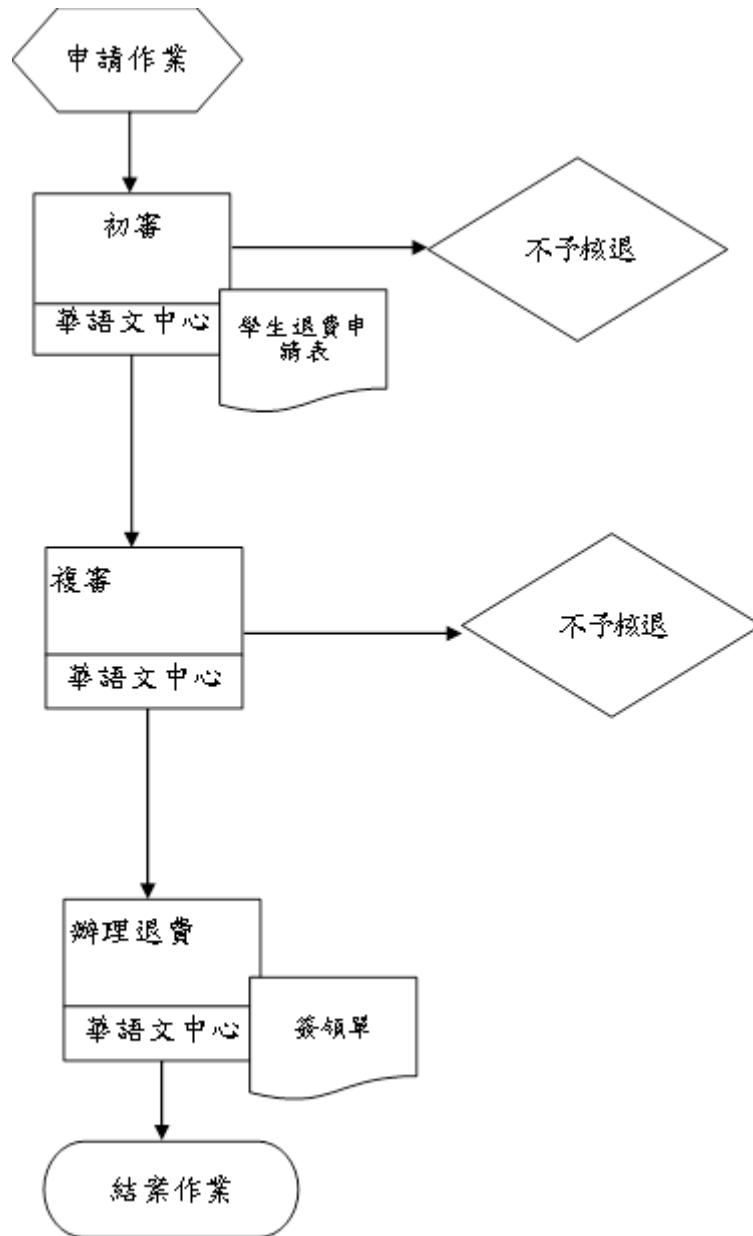 申請作業
初審
不予核退
華語文中心
學生退費申
請表
複審
不予核退
華語文中心
辦理退費
華語文中心
簽領單
結案作業